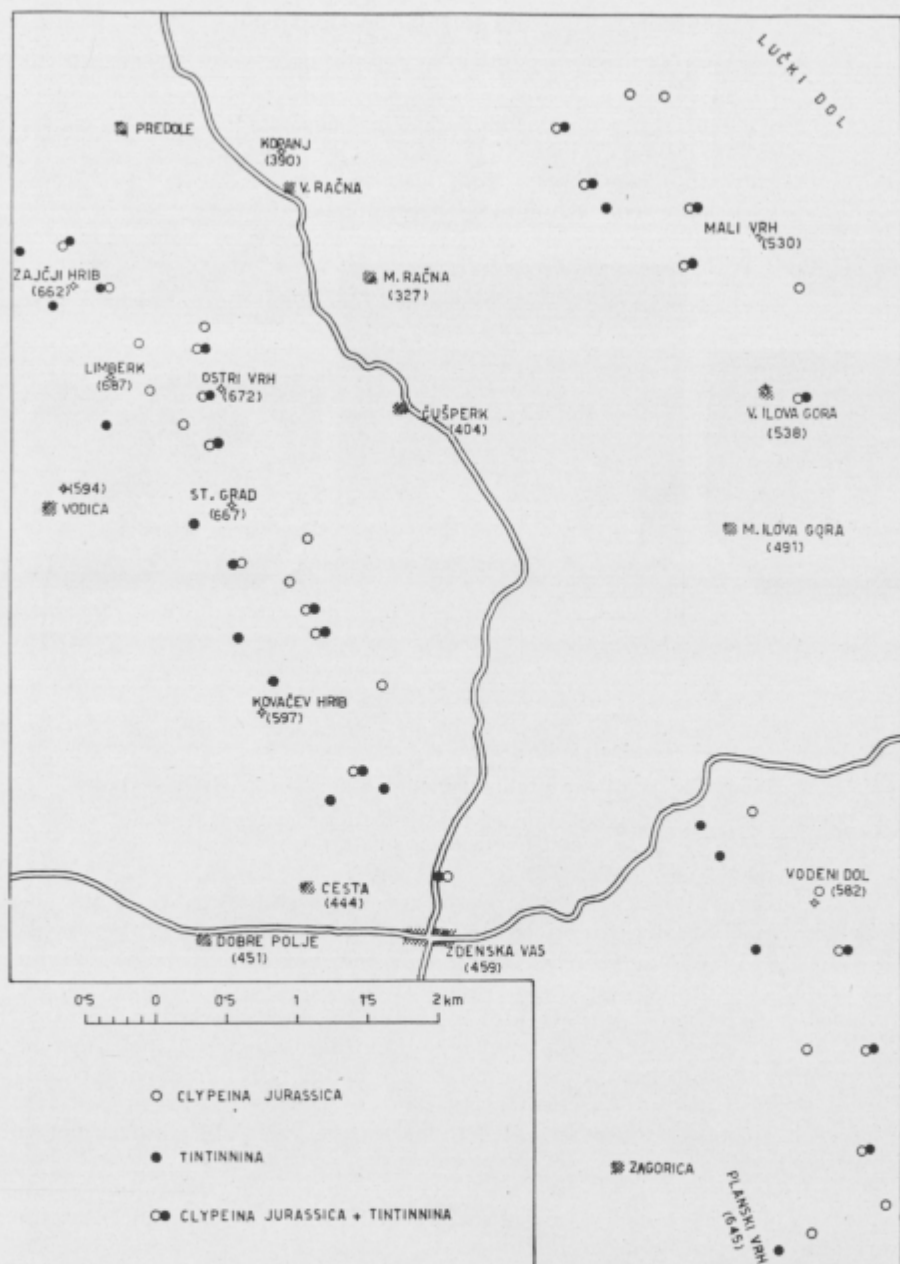 LUČKI DOL
PREDOLE
KOPANJ
(390)
V. RAČNA
MALI VRH
(530)
ZAJČJI HRIB
(662)
M. RAČNA
(327)
LIMBERK
(687)
OSTRI VRH
(672)
ČUŠPERK
(404)
V. ILOVA GORA
(538)
(594)
VODICA
ST. GRAD
(667)
M. ILOVA GORA
(491)
KOVAČEV HRIB
(597)
CESTA
(444)
VODENI DOL
(582)
DOBRE POLJE
(451)
ZDENSKA VAS
(459)
0·5 0 0·5 1 1·5 2 km
CLYPEINA JURASSICA
TINTINNINA
CLYPEINA JURASSICA + TINTINNINA
ZAGORICA
PLANSKI VRH
(645)